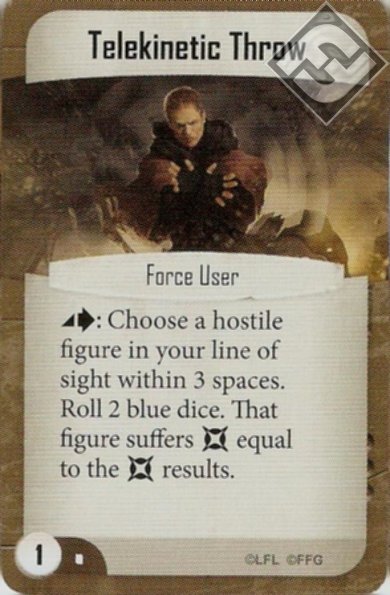 Telekinetic Throw
Force User
: Choose a hostile
figure in your line of
sight within 3 spaces.
Roll 2 blue dice. That
figure suffers equal
to the results.
1
©LFL ©FFG